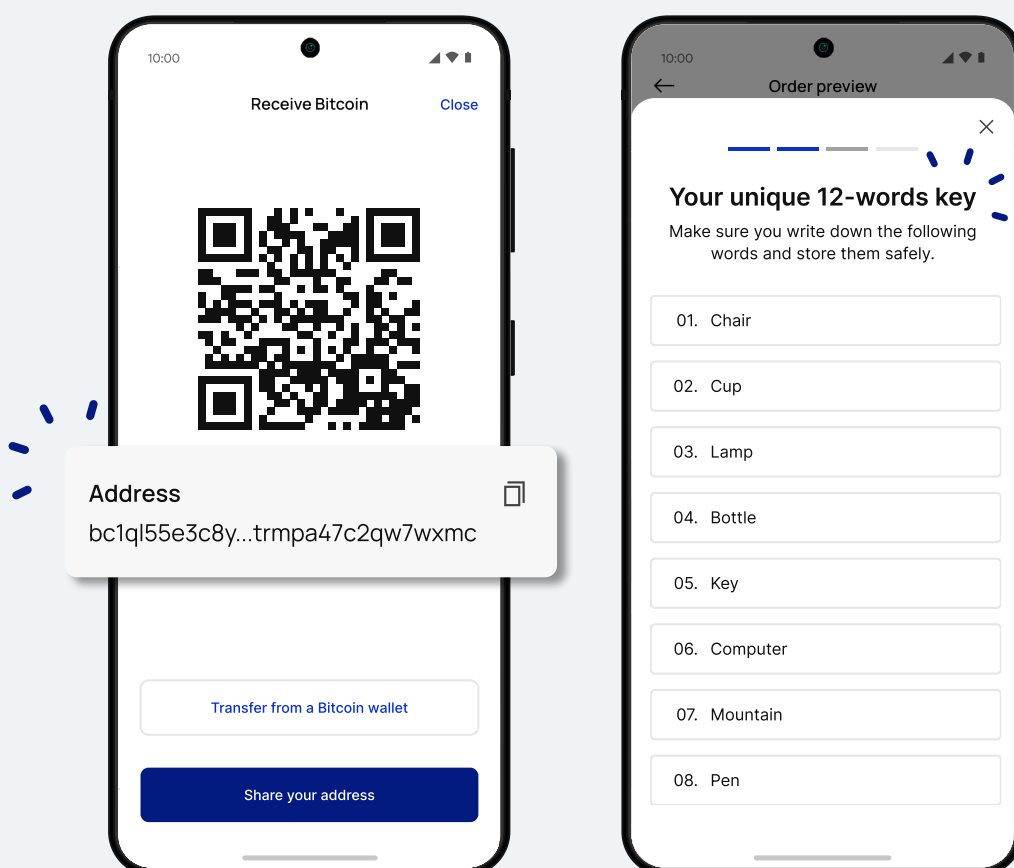 10:00
Receive Bitcoin
Close
Address
bc1ql55e3c8y...trmpa47c2qw7wxmc
Transfer from a Bitcoin wallet
Share your address
10:00
Order preview
Your unique 12-words key
Make sure you write down the following
words and store them safely.
01. Chair
02. Cup
03. Lamp
04. Bottle
05. Key
06. Computer
07. Mountain
08. Pen